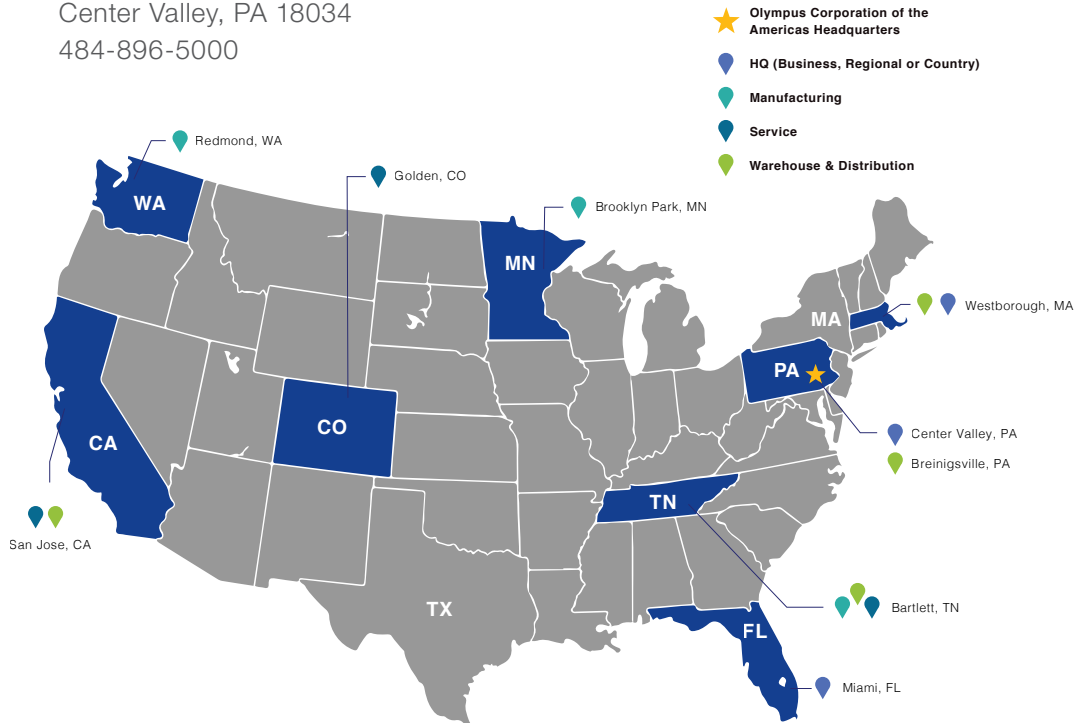 Center Valley, PA 18034
484-896-5000
Olympus Corporation of the
Americas Headquarters
HQ (Business, Regional or Country)
Manufacturing
Service
Warehouse & Distribution
Redmond, WA
Golden, CO
Brooklyn Park, MN
WA
MN
Westborough, MA
MA
PA
CO
CA
Center Valley, PA
Breinigsville, PA
TN
San Jose, CA
TX
Bartlett, TN
FL
Miami, FL